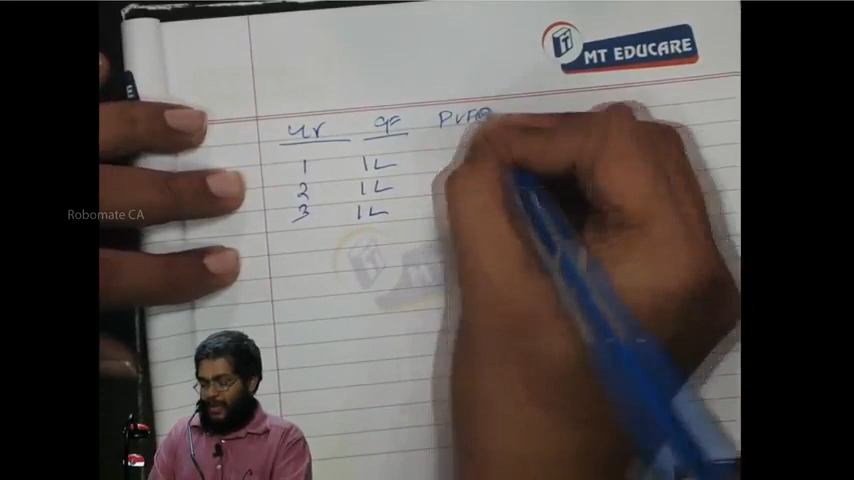 MT EDUCARE
yr CF PVF@
1 1L
2 1L
3 1L
Robomate CA